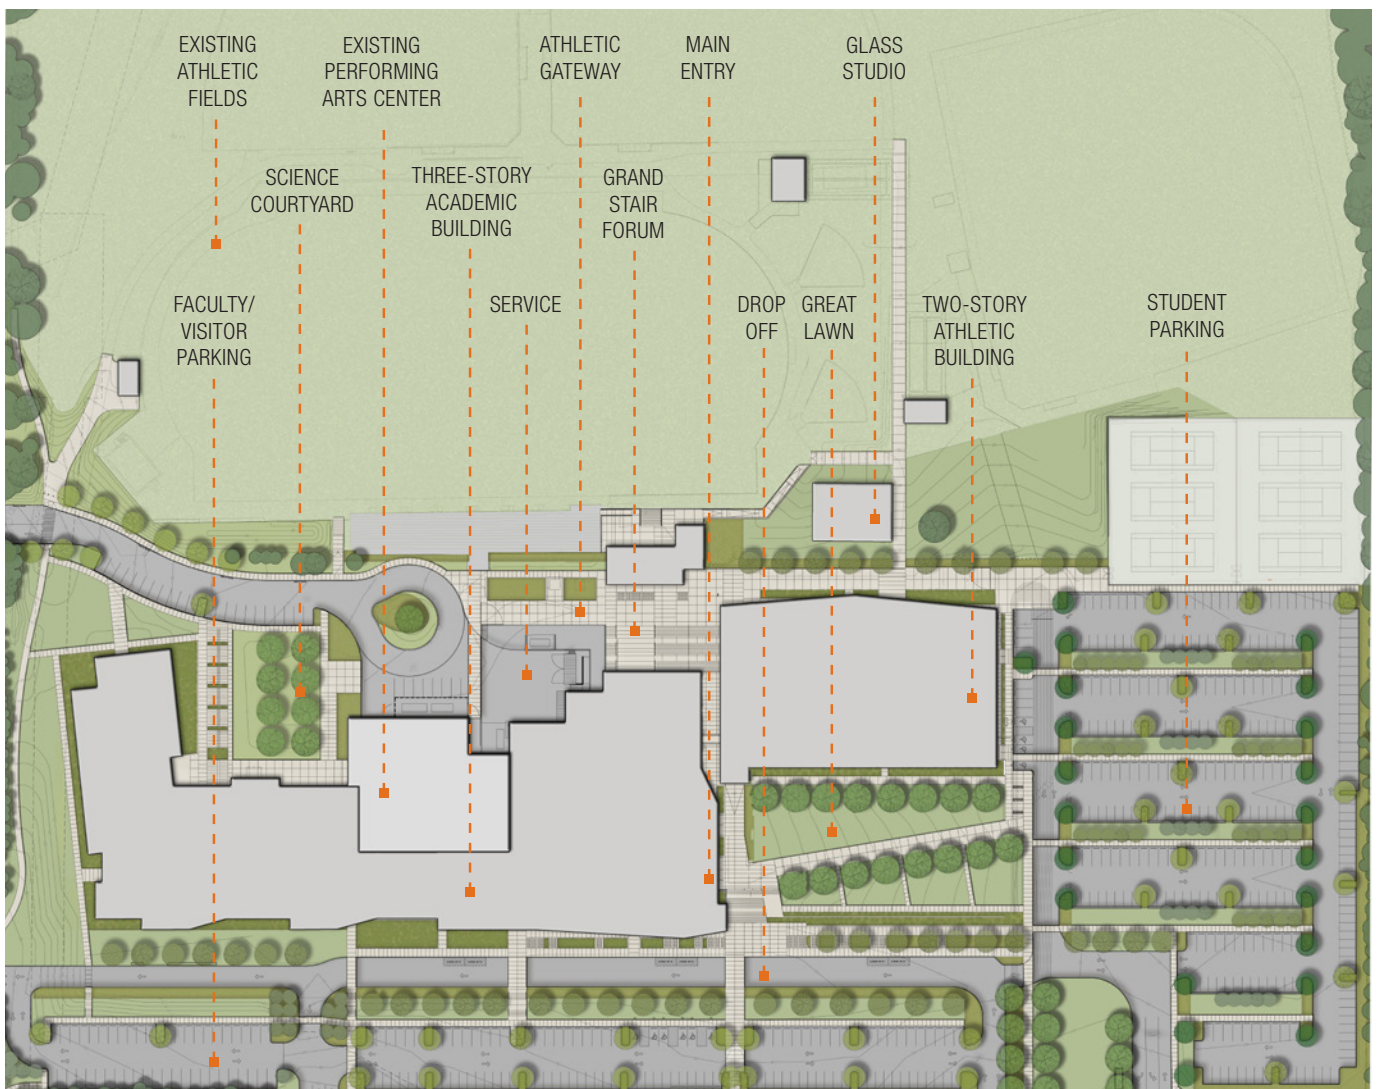 EXISTING
ATHLETIC
FIELDS
EXISTING
PERFORMING
ARTS CENTER
ATHLETIC
GATEWAY
MAIN
ENTRY
GLASS
STUDIO
SCIENCE
COURTYARD
THREE-STORY
ACADEMIC
BUILDING
GRAND
STAIR
FORUM
FACULTY/
VISITOR
PARKING
SERVICE
DROP
OFF
GREAT
LAWN
TWO-STORY
ATHLETIC
BUILDING
STUDENT
PARKING